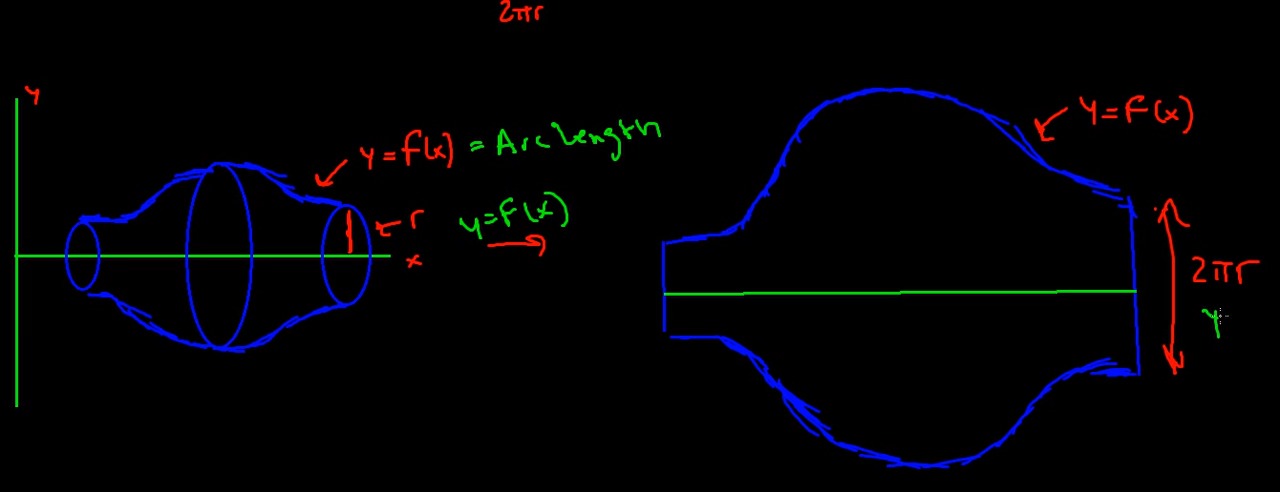 2πr
y
y = f(x) = Arc length
r
y = f(x)
x
y = f(x)
2πr
y